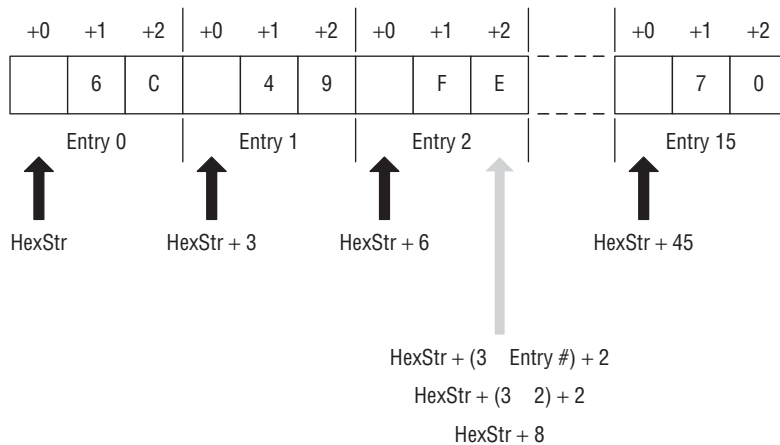 +0 +1 +2 +0 +1 +2 +0 +1 +2 +0 +1 +2
6 C 4 9 F E 7 0
Entry 0 Entry 1 Entry 2 Entry 15
HexStr HexStr + 3 HexStr + 6 HexStr + 45
HexStr + (3 Entry #) + 2
HexStr + (3 2) + 2
HexStr + 8